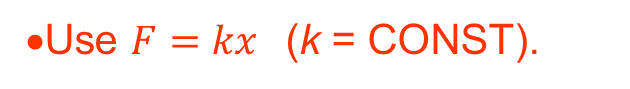 •Use F = kx (k = CONST).